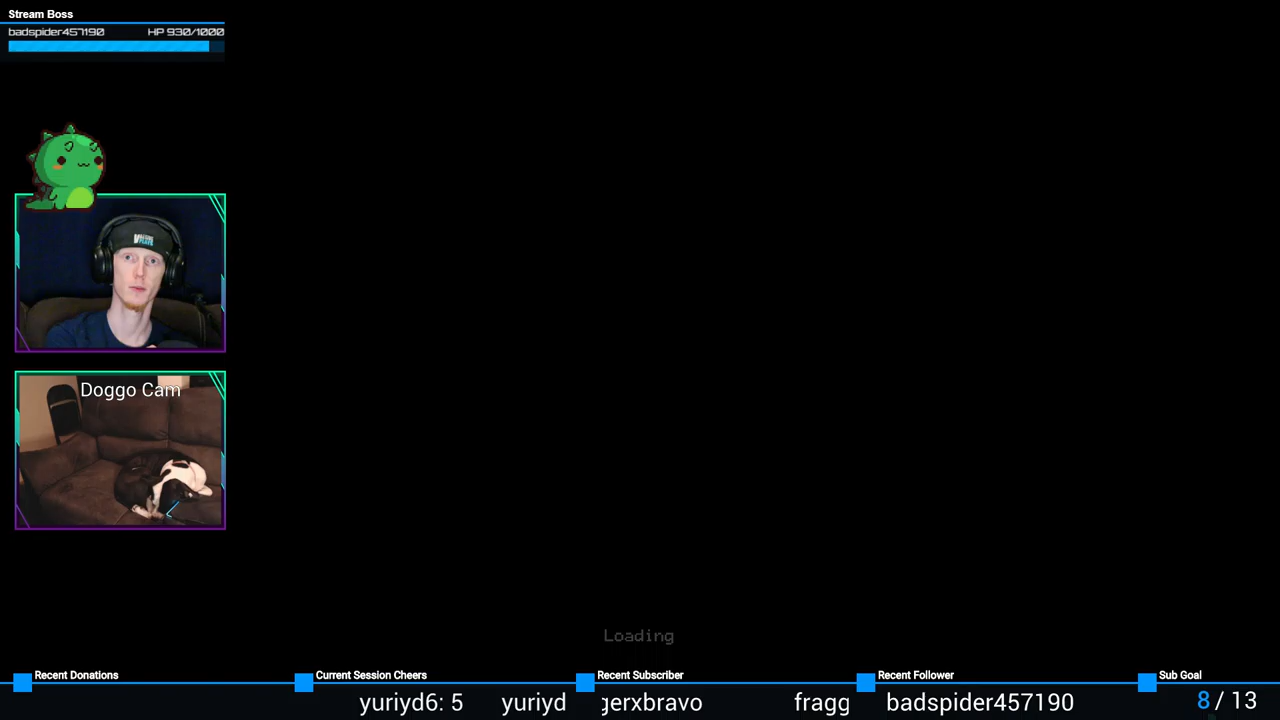 Stream Boss
badspider457190 HP 930/1000
Doggo Cam
Loading
Recent Donations
Current Session Cheers
yuriyd6: 5 yuriyd
Recent Subscriber
gerxbravo fragg
Recent Follower
badspider457190
Sub Goal
8 / 13